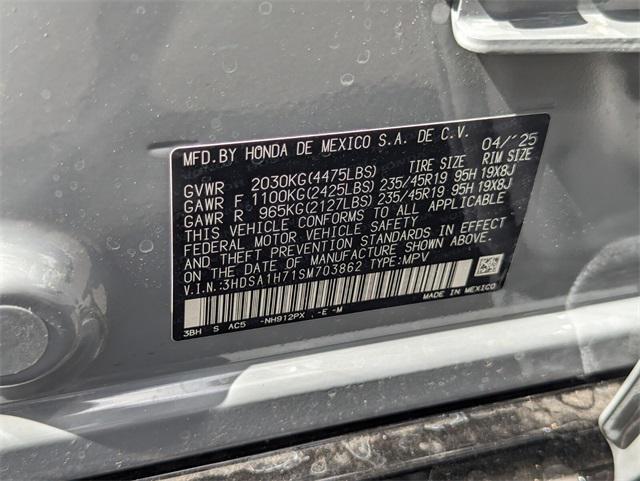 MFD.BY HONDA DE MEXICO S.A. DE C.V. 04/'25
TIRE SIZE RIM SIZE
GVWR 2030KG(4475LBS)
GAWR F 1100KG(2425LBS) 235/45R19 95H 19X8J
GAWR R 965KG(2127LBS) 235/45R19 95H 19X8J
THIS VEHICLE CONFORMS TO ALL APPLICABLE
FEDERAL MOTOR VEHICLE SAFETY
AND THEFT PREVENTION STANDARDS IN EFFECT
ON THE DATE OF MANUFACTURE SHOWN ABOVE.
V.I.N.:3HDSA1H71SM703862 TYPE:MPV
3BH S AC5 -NH912PX .-E -M MADE IN MEXICO